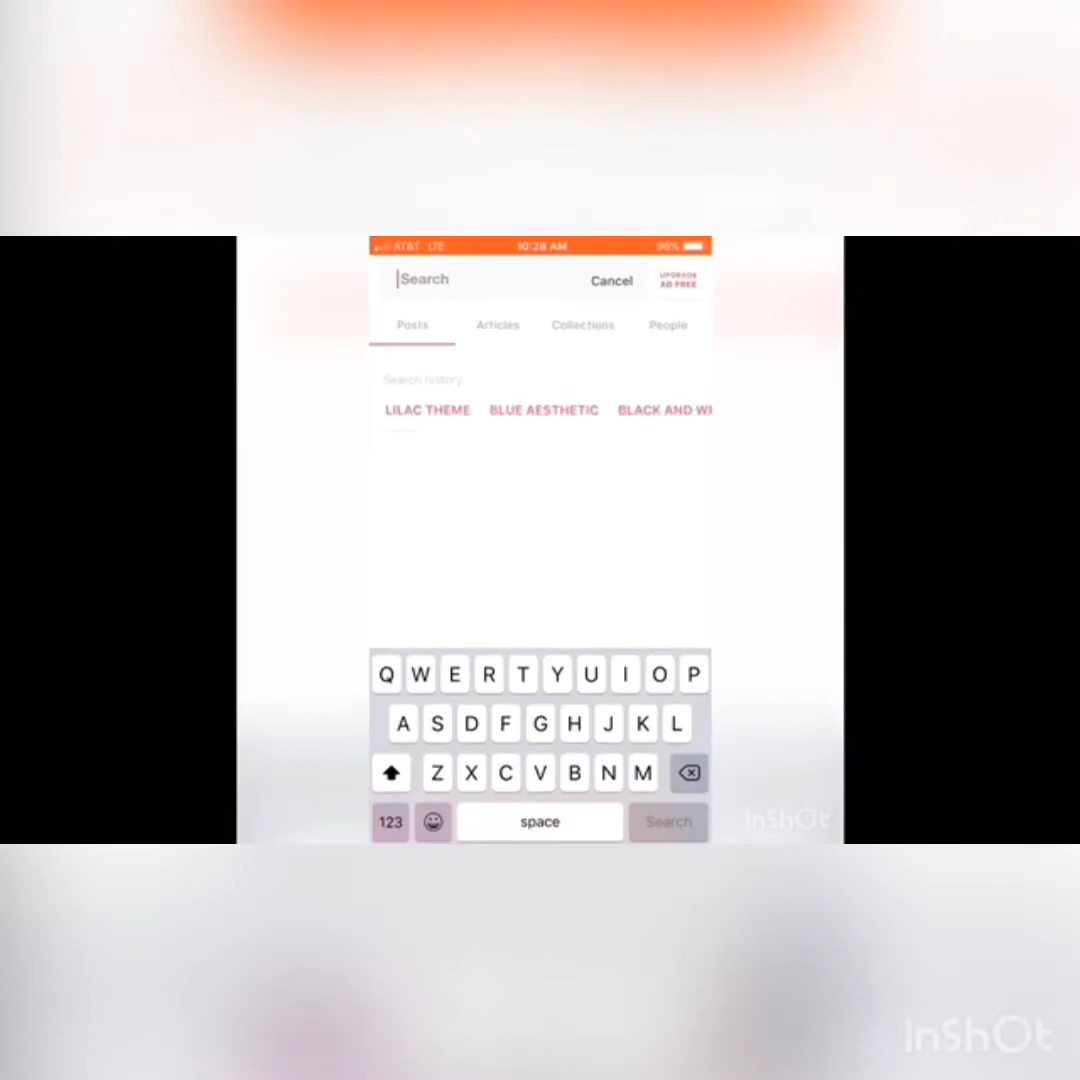 AT&T LTE 10:28 AM 96%
Search Cancel UPGRADE
AD FREE
Posts Articles Collections People
Search history
LILAC THEME BLUE AESTHETIC BLACK AND
Q W E R T Y U I O P
A S D F G H J K L
Z X C V B N M
123 space Search
InShOt
InShOt